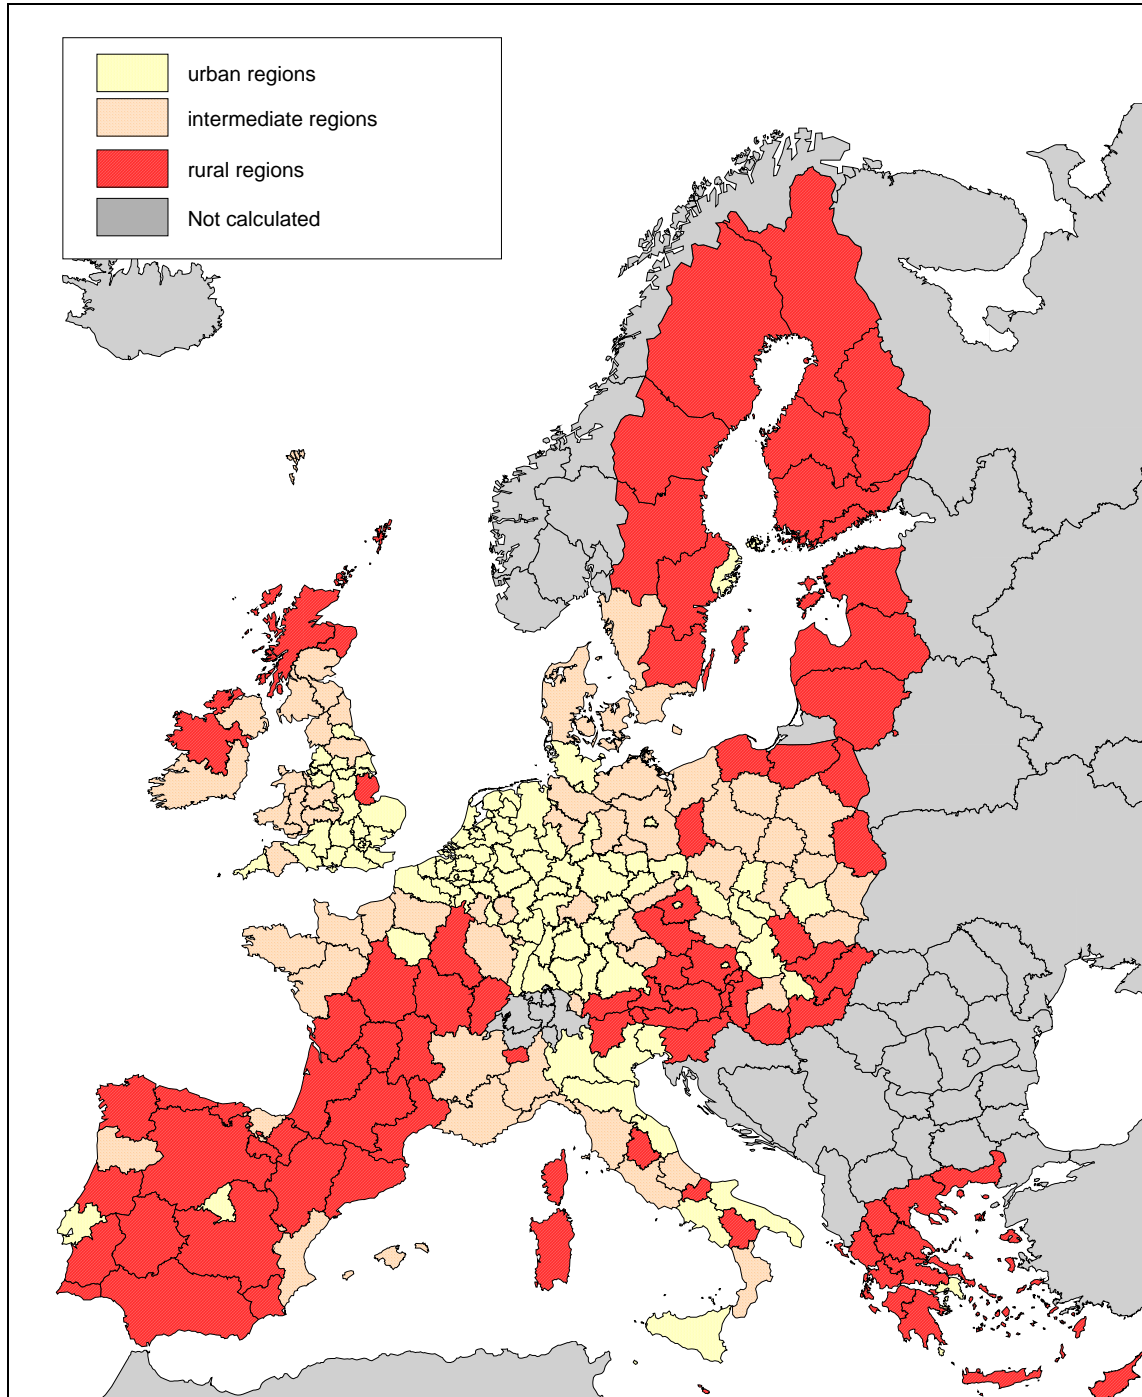 urban regions
intermediate regions
rural regions
Not calculated